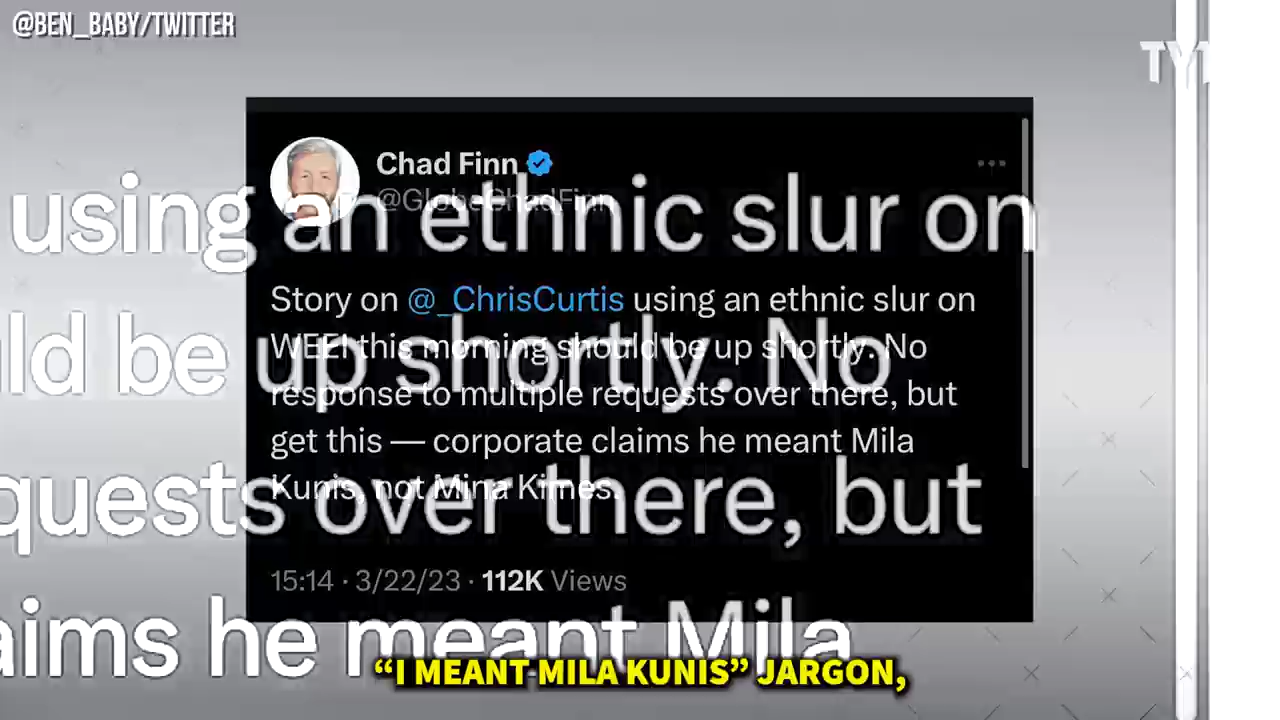 @BEN_BABY/TWITTER
Chad Finn
@GlobeChadFinn
using an ethnic slur on
Story on @_ChrisCurtis using an ethnic slur on
WEEI this morning should be up shortly. No
response to multiple requests over there, but
get this — corporate claims he meant Mila
Kunis, not Mina Kimes.
uld be up shortly. No
quests over there, but
15:14 · 3/22/23 · 112K Views
aims he meant Mila
“I MEANT MILA KUNIS” JARGON,